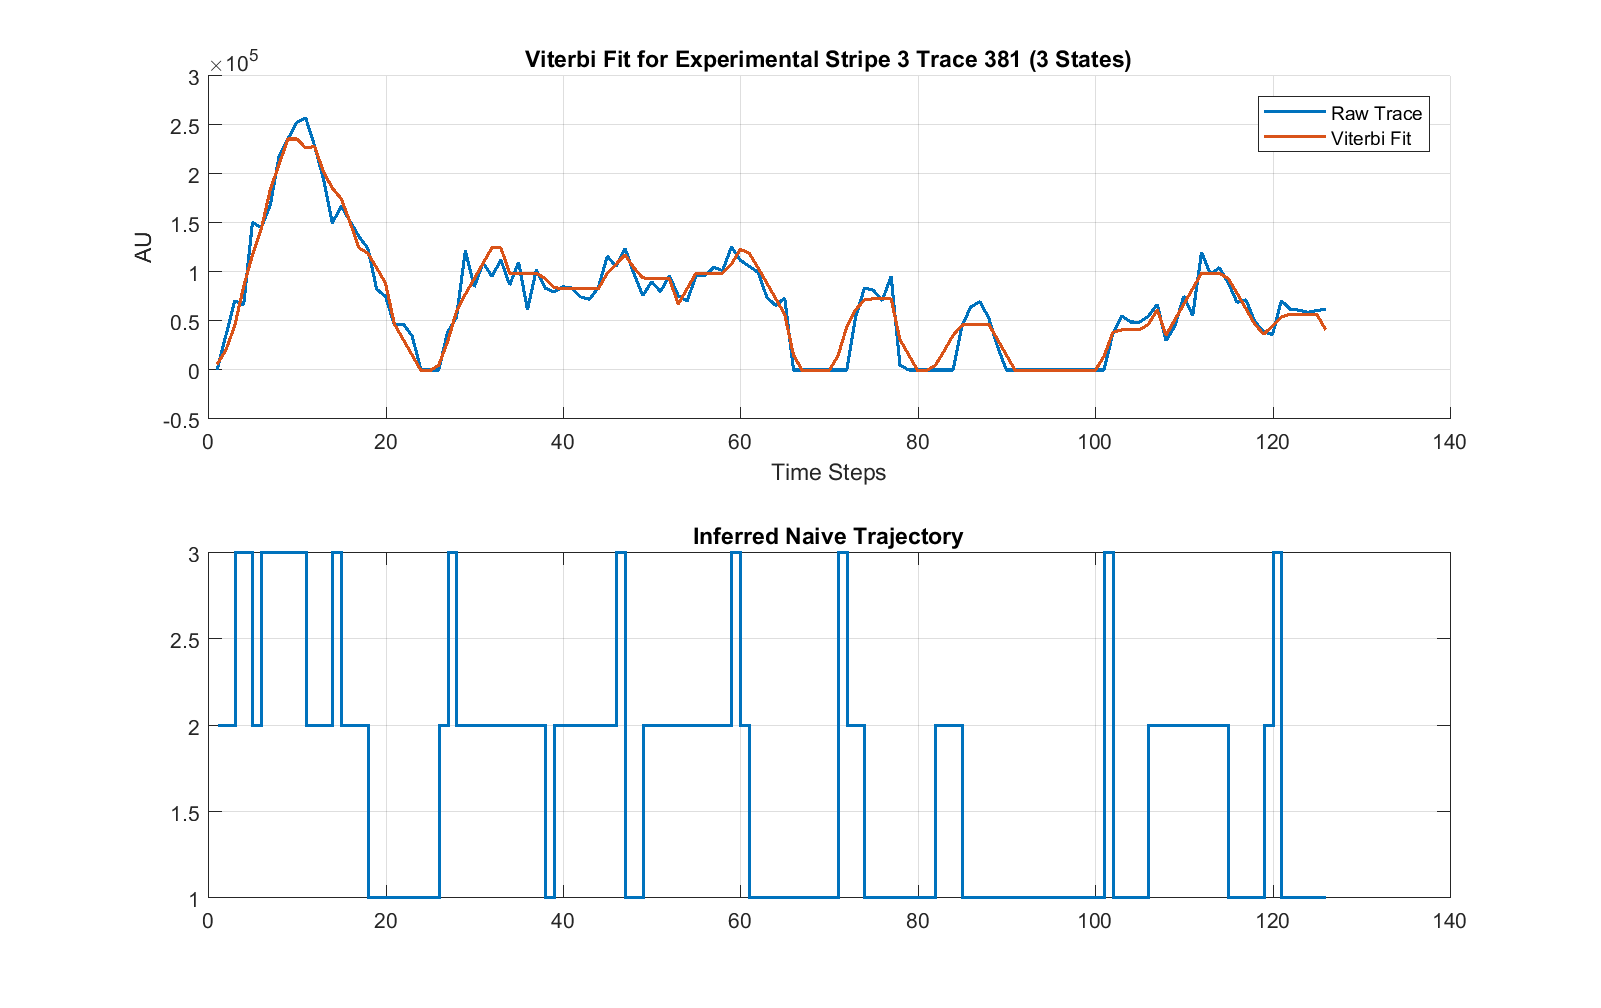 Viterbi Fit for Experimental Stripe 3 Trace 381 (3 States)
×10^5
3
2.5
2
1.5
1
0.5
0
-0.5
AU
Raw Trace
Viterbi Fit
0 20 40 60 80 100 120 140
Time Steps
Inferred Naive Trajectory
3
2.5
2
1.5
1
0 20 40 60 80 100 120 140